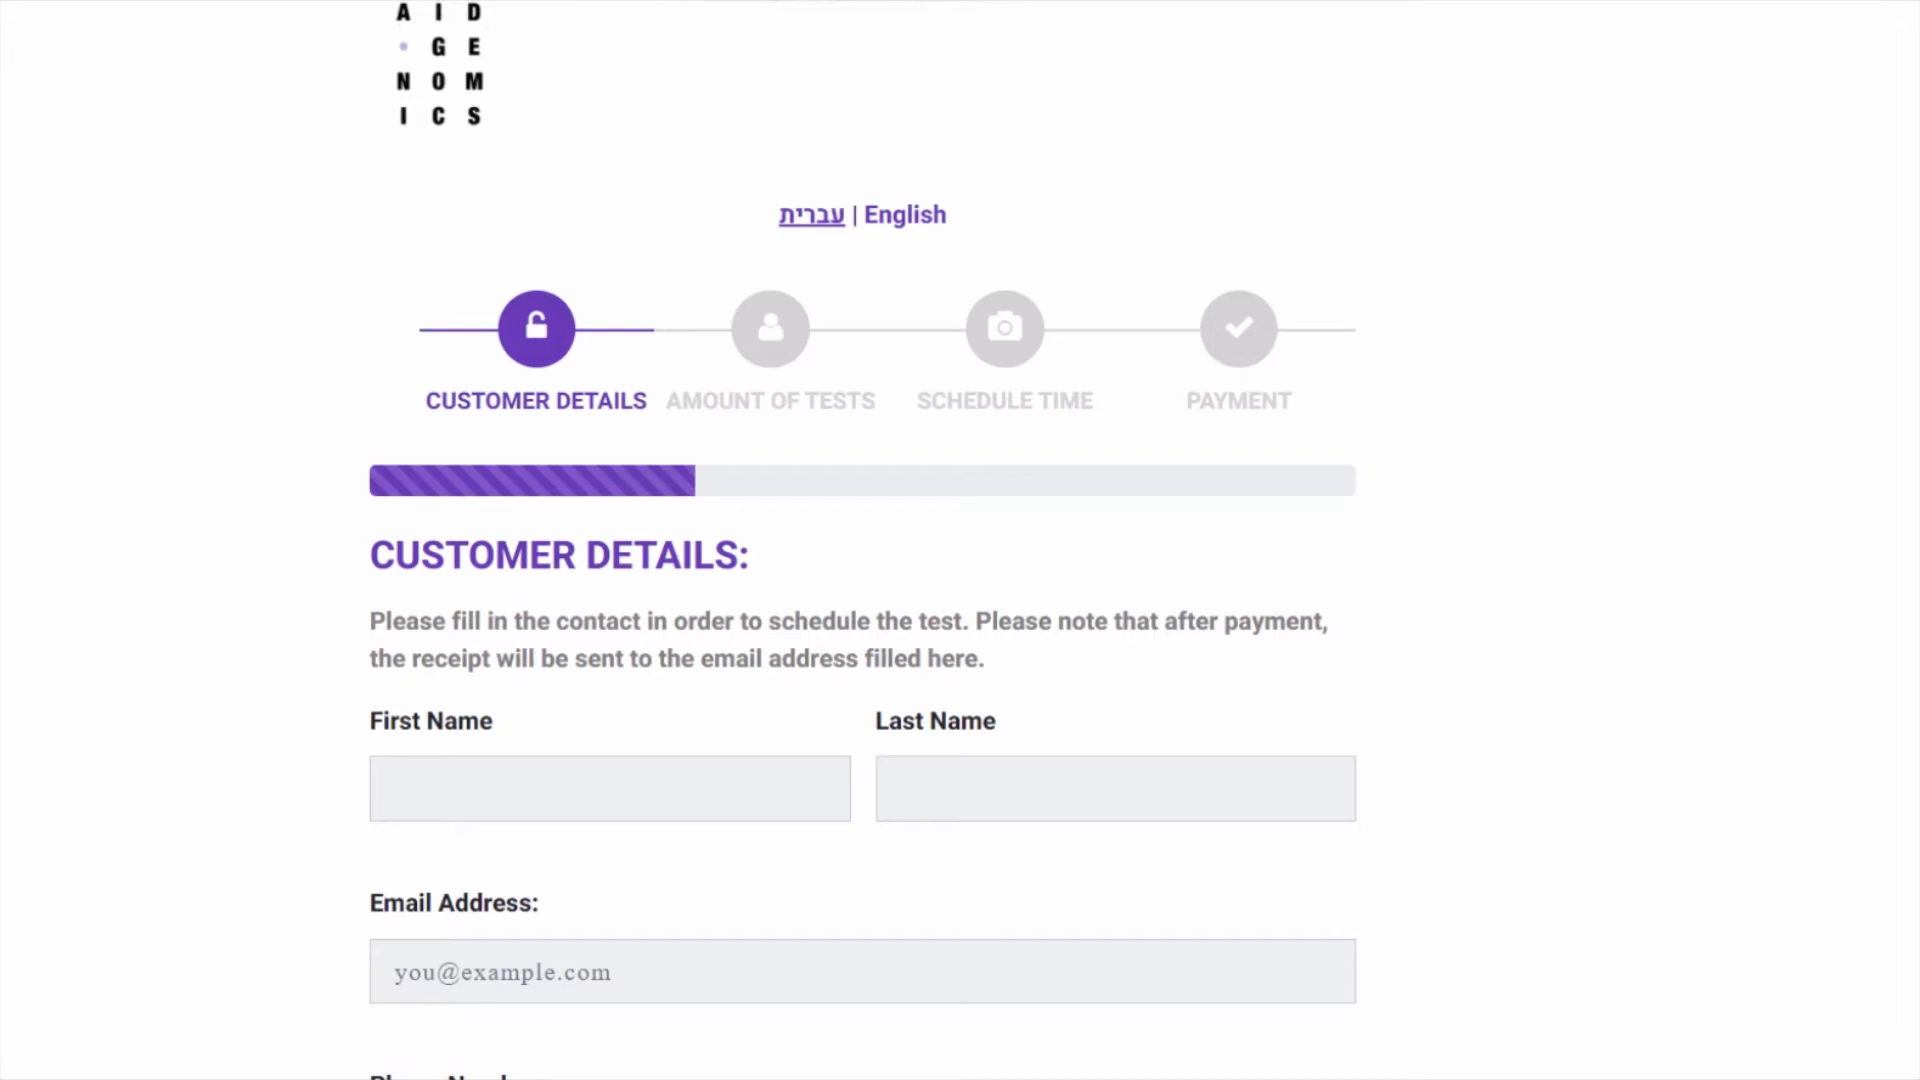 A I D
• G E
N O M
I C S
עברית | English
CUSTOMER DETAILS AMOUNT OF TESTS SCHEDULE TIME PAYMENT
CUSTOMER DETAILS:
Please fill in the contact in order to schedule the test. Please note that after payment,
the receipt will be sent to the email address filled here.
First Name Last Name
Email Address:
you@example.com